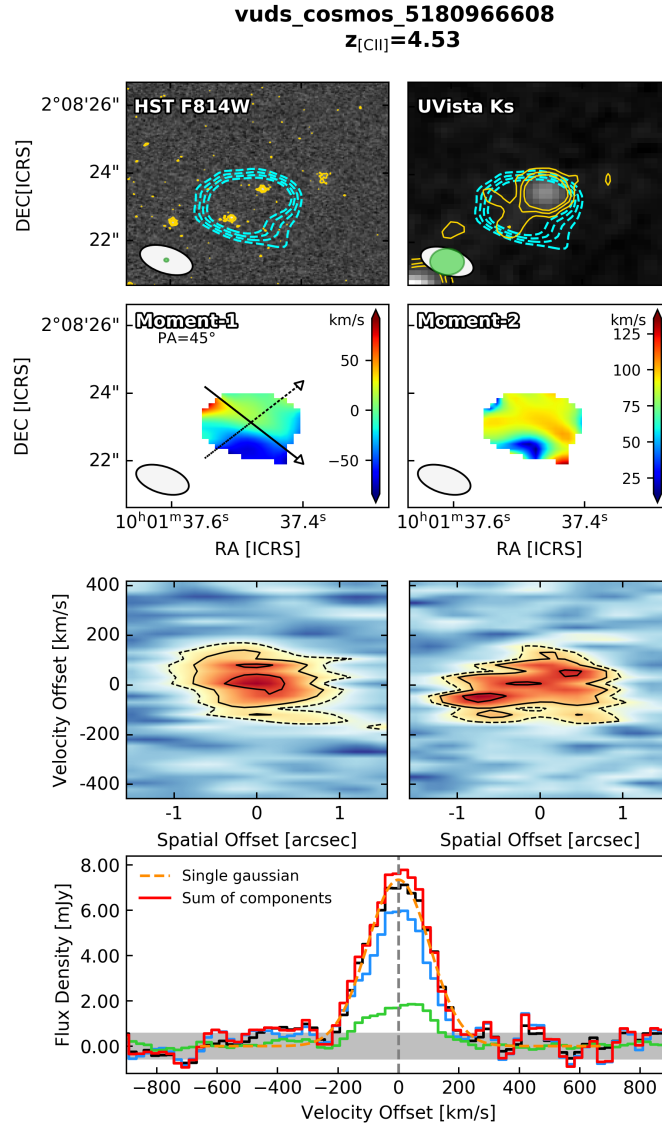 vuds_cosmos_5180966608
z[CII]=4.53
HST F814W
UVista Ks
DEC[ICRS]
2°08'26"
24"
22"
Moment-1
PA=45°
km/s
50
0
−50
Moment-2
km/s
125
100
75
50
25
DEC [ICRS]
2°08'26"
24"
22"
10h01m37.6s
37.4s
10h01m37.6s
37.4s
RA [ICRS]
RA [ICRS]
Velocity Offset [km/s]
400
200
0
-200
-400
-1
0
1
-1
0
1
Spatial Offset [arcsec]
Spatial Offset [arcsec]
Flux Density [mJy]
8.00
6.00
4.00
2.00
0.00
Single gaussian
Sum of components
−800
−600
−400
−200
0
200
400
600
800
Velocity Offset [km/s]